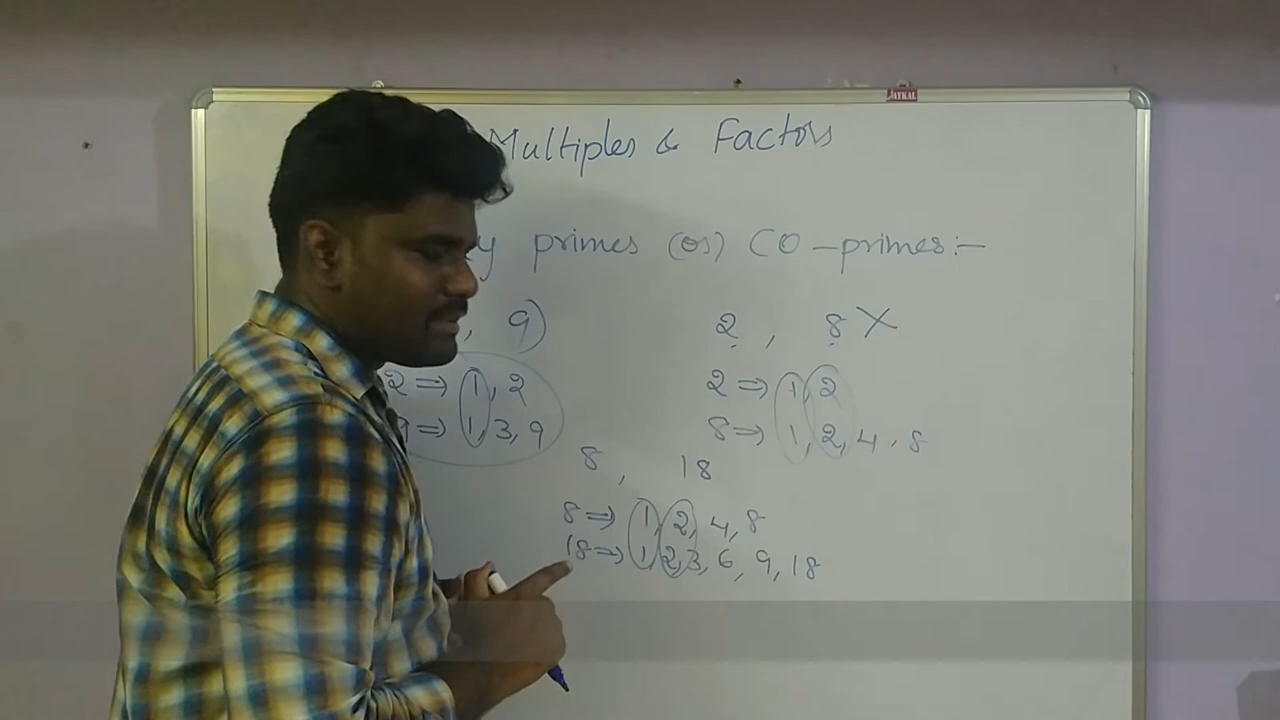 Multiples & Factors
primes (or) CO-primes:-
, 9)
2 , 8 X
2 ⇒ 1, 2
9 ⇒ 1, 3, 9
2 ⇒ 1, 2
8 ⇒ 1, 2, 4, 8
8 , 18
8 ⇒ 1, 2, 4, 8
18 ⇒ 1, 2, 3, 6, 9, 18